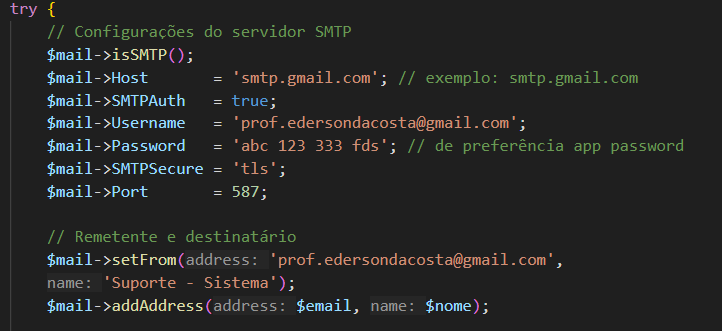 try {
// Configurações do servidor SMTP
$mail->isSMTP();
$mail->Host = 'smtp.gmail.com'; // exemplo: smtp.gmail.com
$mail->SMTPAuth = true;
$mail->Username = 'prof.edersondacosta@gmail.com';
$mail->Password = 'abc 123 333 fds'; // de preferência app password
$mail->SMTPSecure = 'tls';
$mail->Port = 587;
// Remetente e destinatário
$mail->setFrom(address: 'prof.edersondacosta@gmail.com',
name: 'Suporte - Sistema');
$mail->addAddress(address: $email, name: $nome);